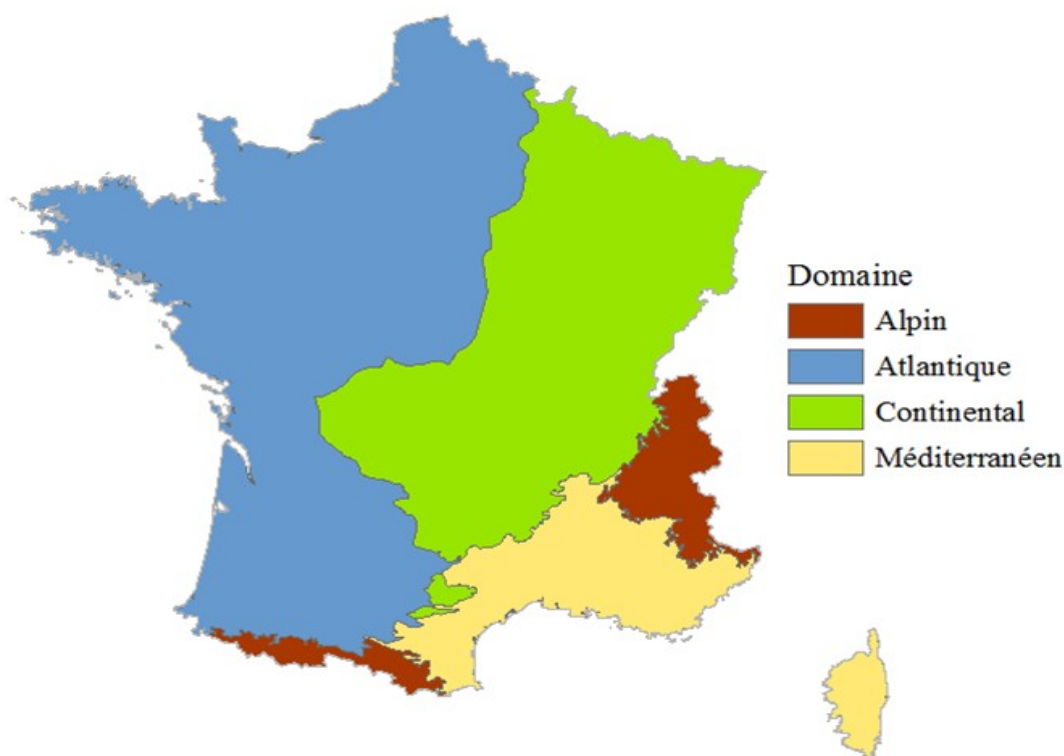 Domaine
Alpin
Atlantique
Continental
Méditerranéen